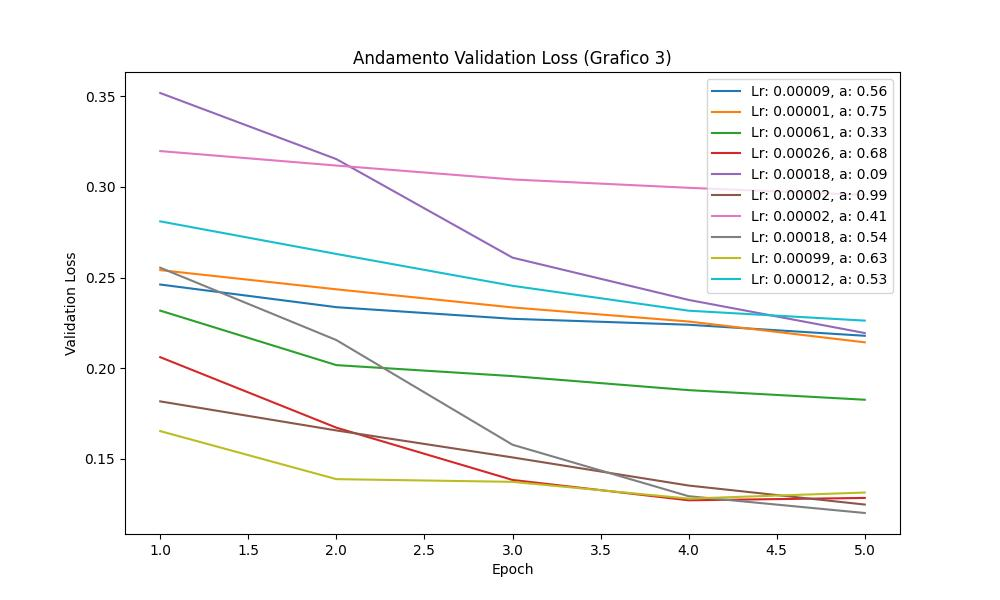 Andamento Validation Loss (Grafico 3)
Validation Loss
0.35
0.30
0.25
0.20
0.15
Lr: 0.00009, a: 0.56
Lr: 0.00001, a: 0.75
Lr: 0.00061, a: 0.33
Lr: 0.00026, a: 0.68
Lr: 0.00018, a: 0.09
Lr: 0.00002, a: 0.99
Lr: 0.00002, a: 0.41
Lr: 0.00018, a: 0.54
Lr: 0.00099, a: 0.63
Lr: 0.00012, a: 0.53
1.0 1.5 2.0 2.5 3.0 3.5 4.0 4.5 5.0
Epoch